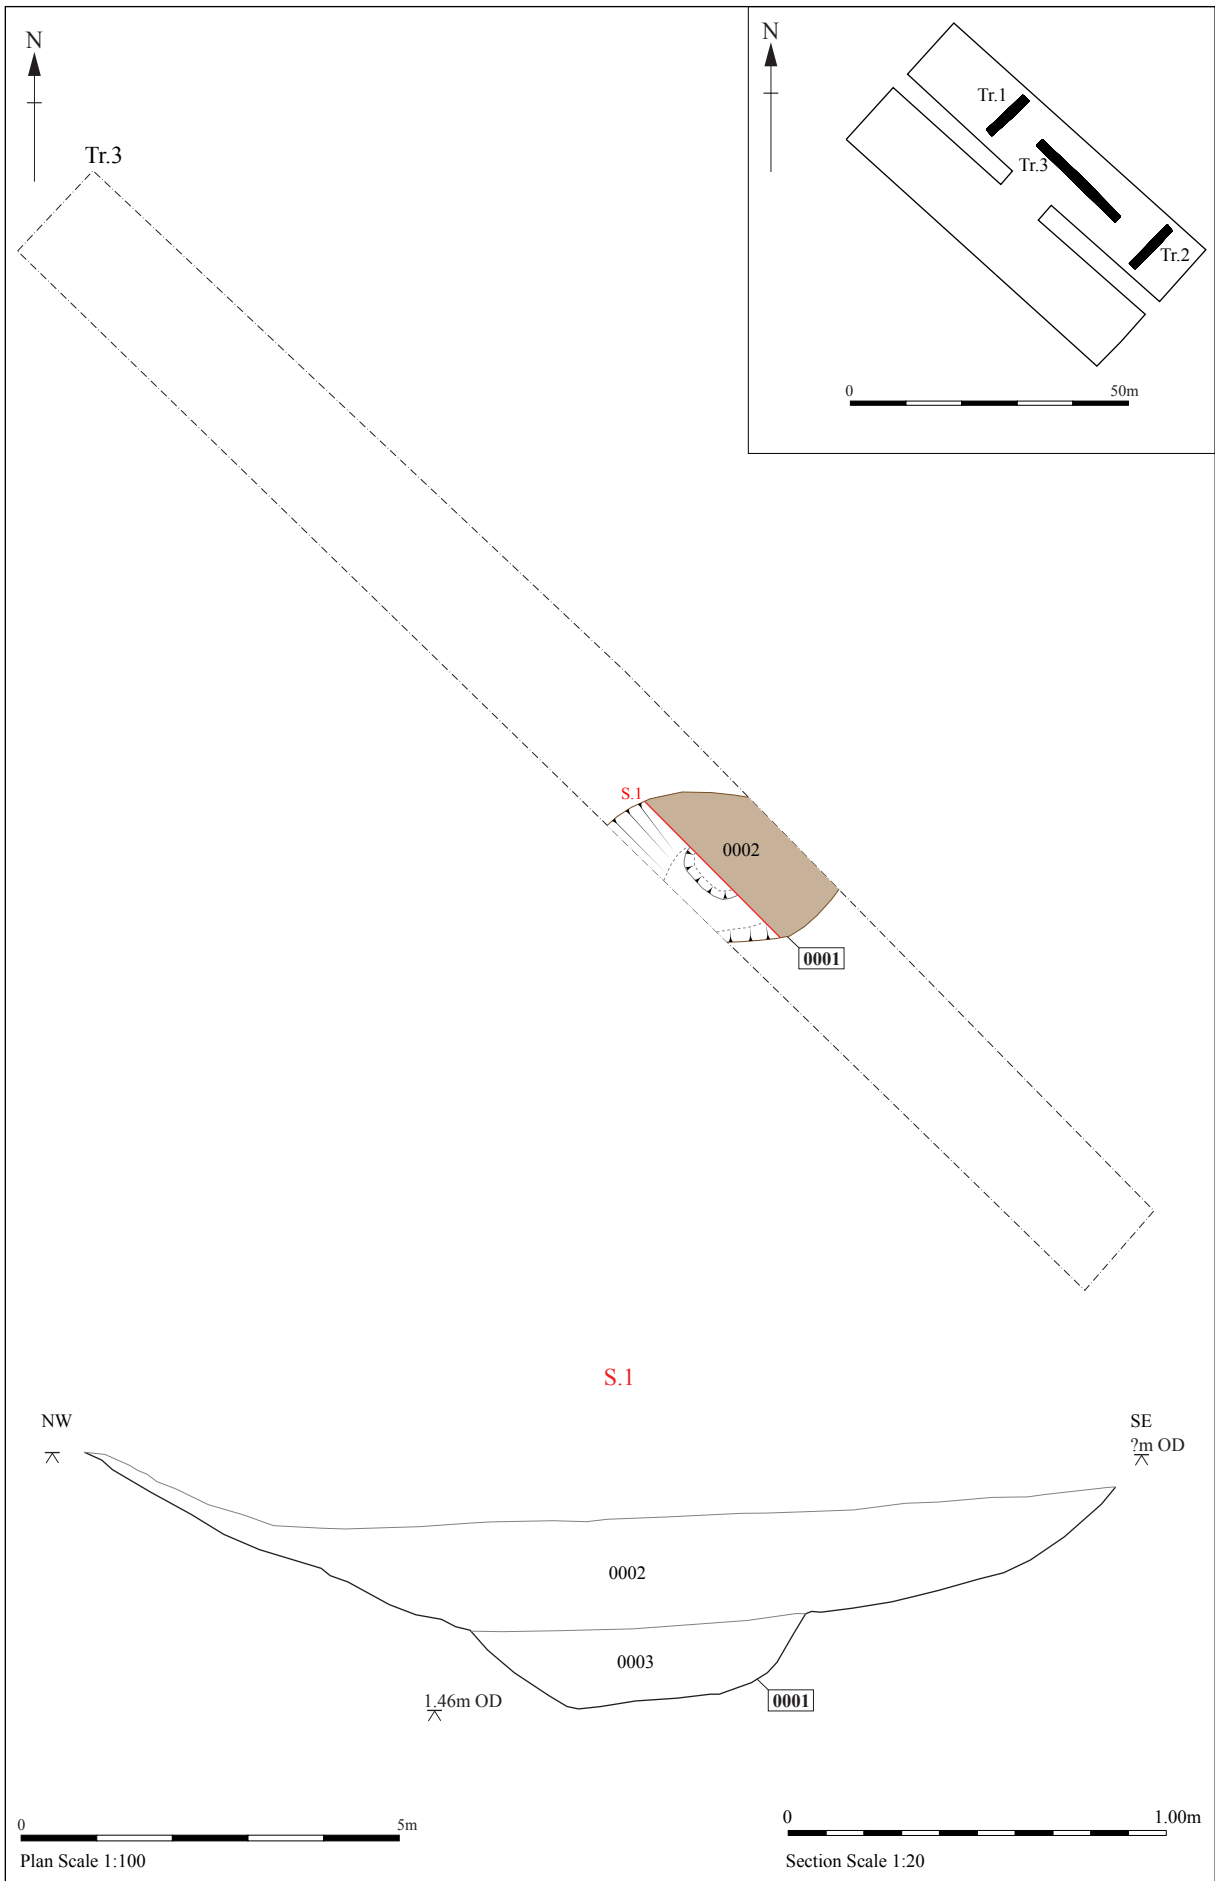 N
Tr.3
N
Tr.1
Tr.3
Tr.2
0 50m
S.1
0002
0001
S.1
NW
SE
?m OD
0002
0003
1.46m OD
0001
0 5m
Plan Scale 1:100
0 1.00m
Section Scale 1:20